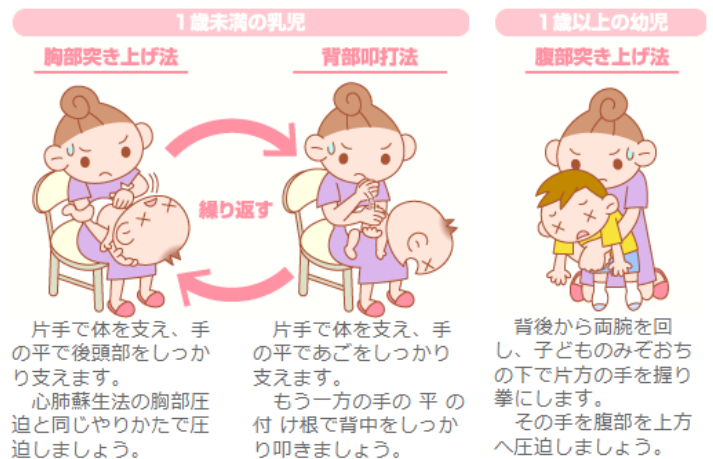 1歳未満の乳児
胸部突き上げ法
背部叩打法
繰り返す
片手で体を支え、手
の平で後頭部をしっか
り支えます。
心肺蘇生法の胸部圧
迫と同じやりかたで圧
迫しましょう。
片手で体を支え、手
の平であごをしっかり
支えます。
もう一方の手の 平 の
付 け根で背中をしっか
り叩きましょう。
1歳以上の幼児
腹部突き上げ法
背後から両腕を回
し、子どものみぞおち
の下で片方の手を握り
拳にします。
その手を腹部を上方
へ圧迫しましょう。